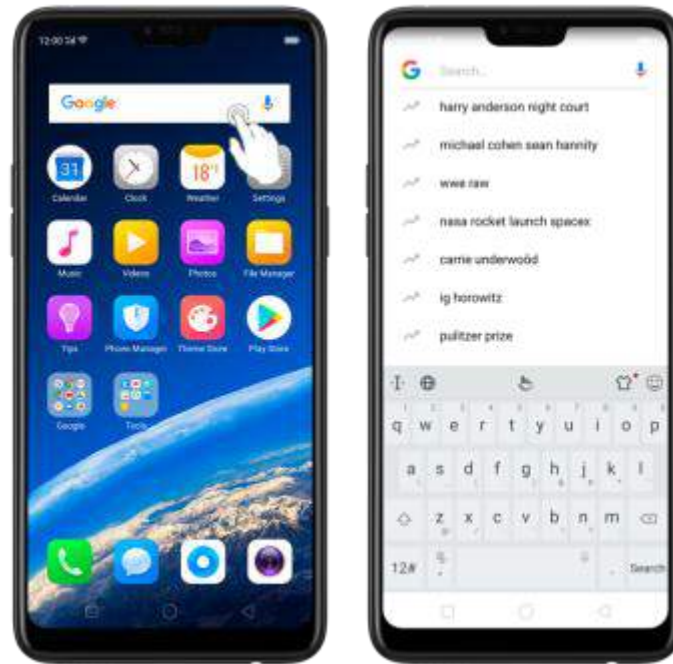 12:00
Google
31
18°
Calendar
Clock
Weather
Settings
Music
Videos
Photos
File Manager
Tips
Phone Manager
Theme Store
Play Store
Google
Tools
G
Search...
harry anderson night court
michael cohen sean hannity
wwe raw
nasa rocket launch spacex
carrie underwood
ig horowitz
pulitzer prize
q w e r t y u i o p
a s d f g h j k l
z x c v b n m
12# , . Search